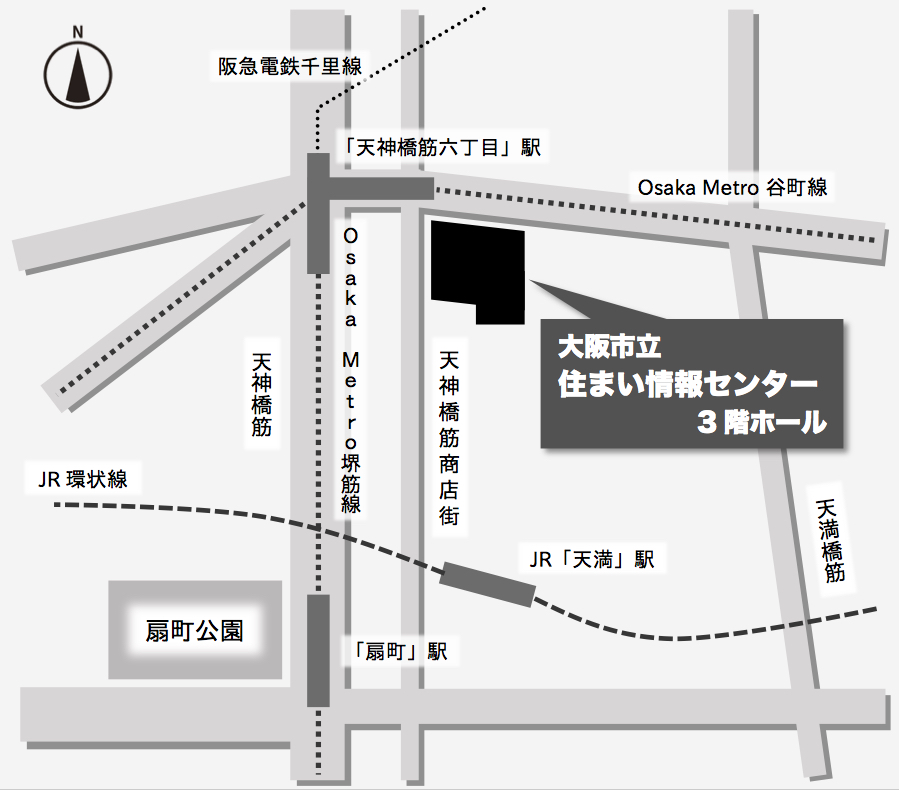 N
阪急電鉄千里線
「天神橋筋六丁目」駅
Osaka Metro 谷町線
Osaka Metro堺筋線
大阪市立
住まい情報センター
3階ホール
天神橋筋
天神橋筋商店街
JR 環状線
天満橋筋
JR「天満」駅
扇町公園
「扇町」駅